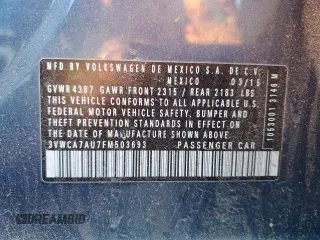 MFD BY VOLKSWAGEN DE MEXICO S.A. DE C.V.
MEXICO 03/15
GVWR 4387 GAWR FRONT 2315 / REAR 2183 LBS
THIS VEHICLE CONFORMS TO ALL APPLICABLE U.S.
FEDERAL MOTOR VEHICLE SAFETY, BUMPER AND
THEFT PREVENTION STANDARDS IN EFFECT ON THE
DATE OF MANUFACTURE SHOWN ABOVE.
3VWCA7AU7FM503693 PASSENGER CAR
DREAMBID